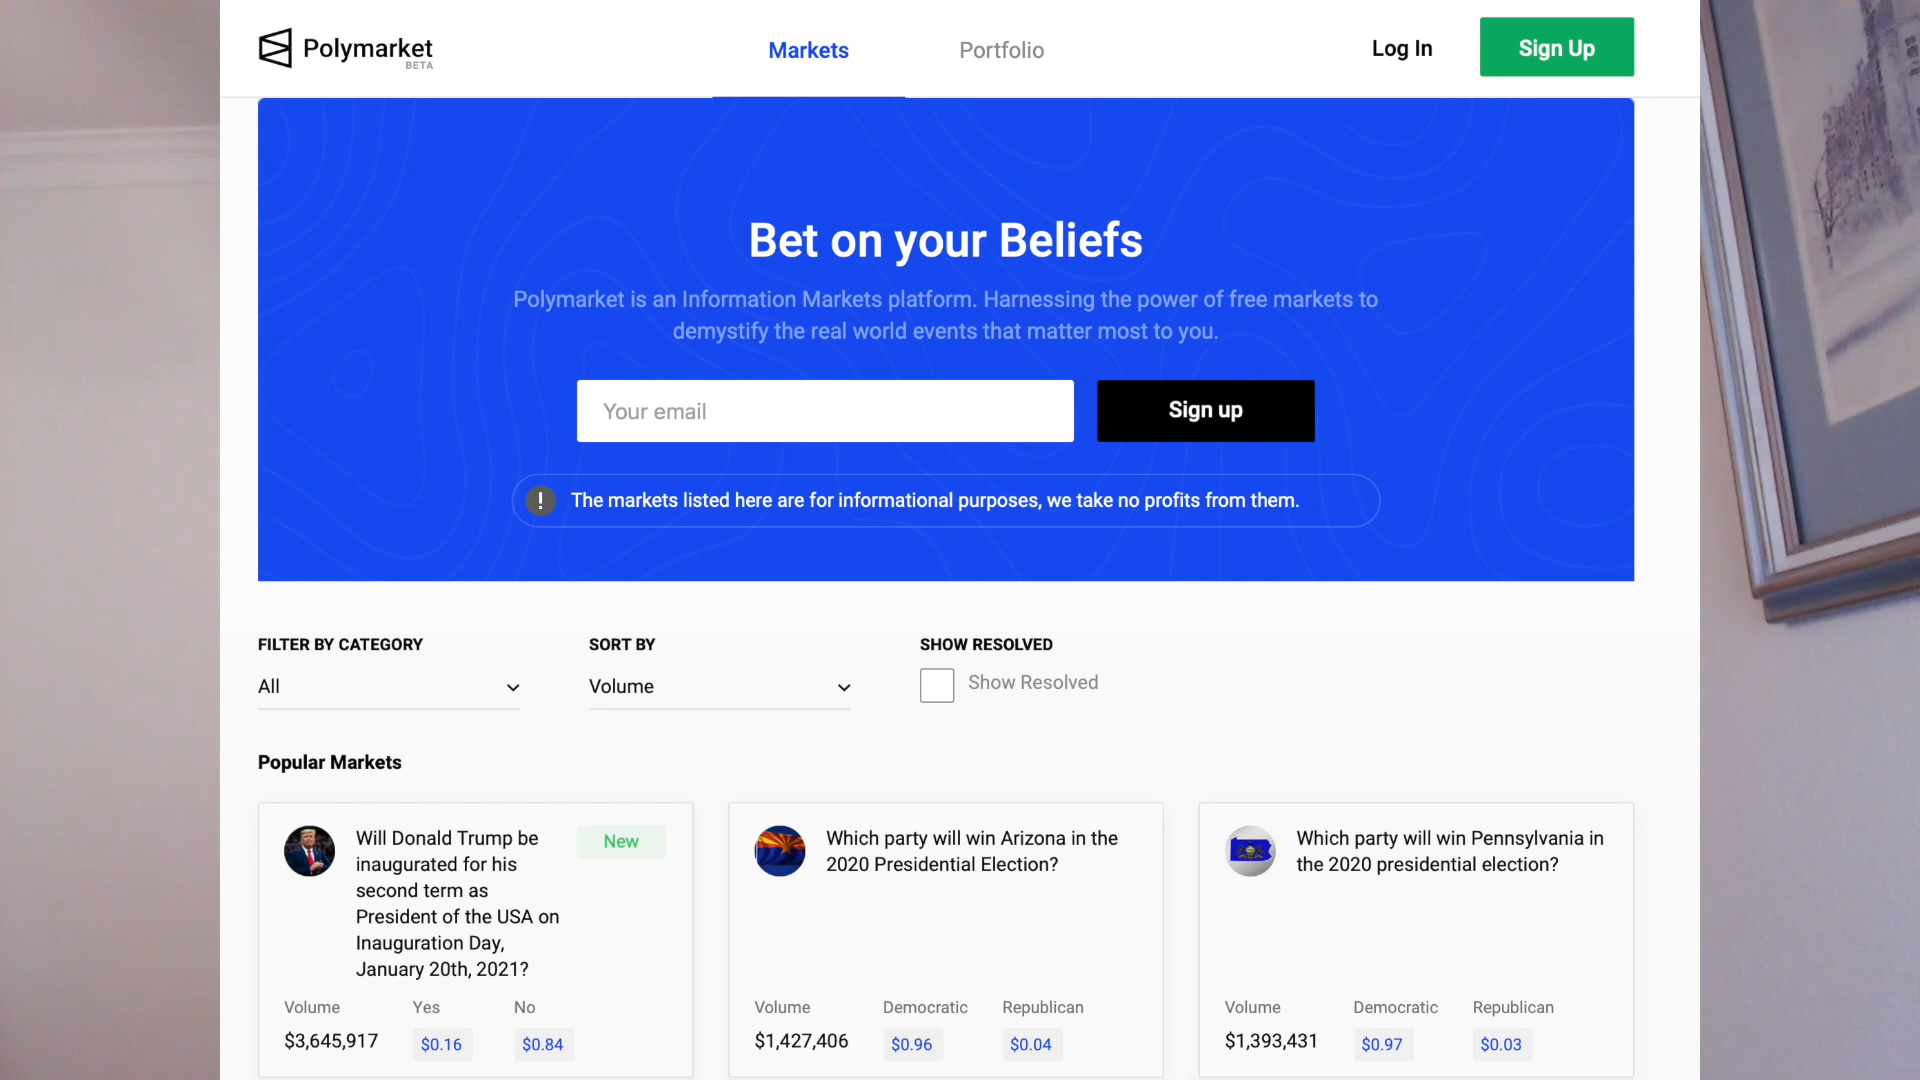 Polymarket
BETA
Markets
Portfolio
Log In
Sign Up
Bet on your Beliefs
Polymarket is an Information Markets platform. Harnessing the power of free markets to
demystify the real world events that matter most to you.
Your email
Sign up
! The markets listed here are for informational purposes, we take no profits from them.
FILTER BY CATEGORY
All
SORT BY
Volume
SHOW RESOLVED
Show Resolved
Popular Markets
Will Donald Trump be
inaugurated for his
second term as
President of the USA on
Inauguration Day,
January 20th, 2021?
New
Volume Yes No
$3,645,917 $0.16 $0.84
Which party will win Arizona in the
2020 Presidential Election?
Volume Democratic Republican
$1,427,406 $0.96 $0.04
Which party will win Pennsylvania in
the 2020 presidential election?
Volume Democratic Republican
$1,393,431 $0.97 $0.03